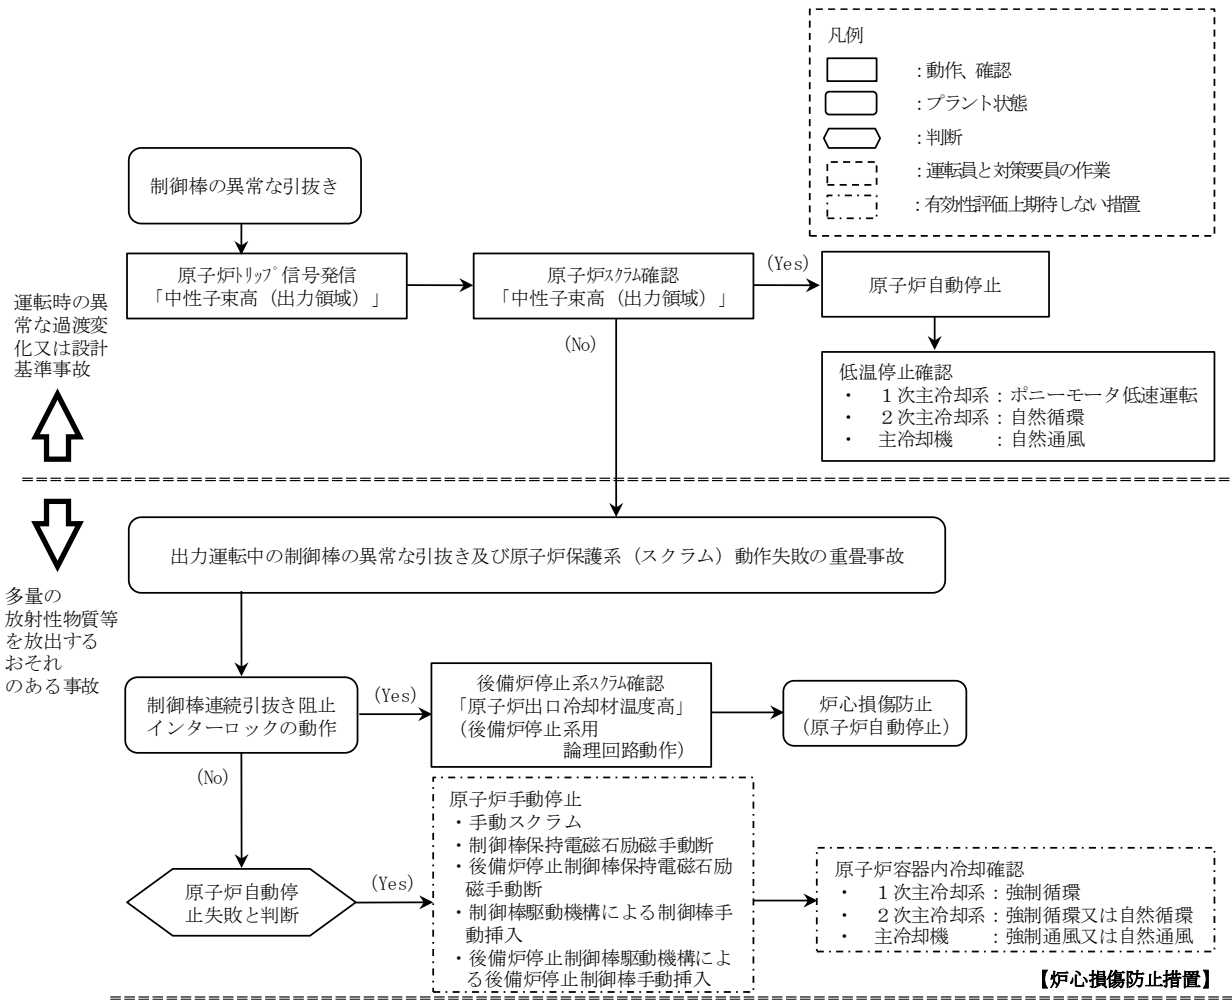 凡例
：動作、確認
：プラント状態
：判断
：運転員と対策要員の作業
：有効性評価上期待しない措置
制御棒の異常な引抜き
原子炉ﾄﾘｯﾌﾟ信号発信
「中性子束高（出力領域）」
原子炉ｽｸﾗﾑ確認
「中性子束高（出力領域）」
(Yes)
原子炉自動停止
(No)
運転時の異
常な過渡変
化又は設計
基準事故
低温停止確認
・ １次主冷却系：ポニーモータ低速運転
・ ２次主冷却系：自然循環
・ 主冷却機 ：自然通風
出力運転中の制御棒の異常な引抜き及び原子炉保護系（スクラム）動作失敗の重畳事故
多量の
放射性物質等
を放出する
おそれ
のある事故
制御棒連続引抜き阻止
インターロックの動作
(Yes)
後備炉停止系ｽｸﾗﾑ確認
「原子炉出口冷却材温度高」
（後備炉停止系用
論理回路動作）
炉心損傷防止
（原子炉自動停止）
(No)
原子炉自動停
止失敗と判断
(Yes)
原子炉手動停止
・手動スクラム
・制御棒保持電磁石励磁手動断
・後備炉停止制御棒保持電磁石励
磁手動断
・制御棒駆動機構による制御棒手
動挿入
・後備炉停止制御棒駆動機構によ
る後備炉停止制御棒手動挿入
原子炉容器内冷却確認
・ １次主冷却系：強制循環
・ ２次主冷却系：強制循環又は自然循環
・ 主冷却機 ：強制通風又は自然通風
【炉心損傷防止措置】